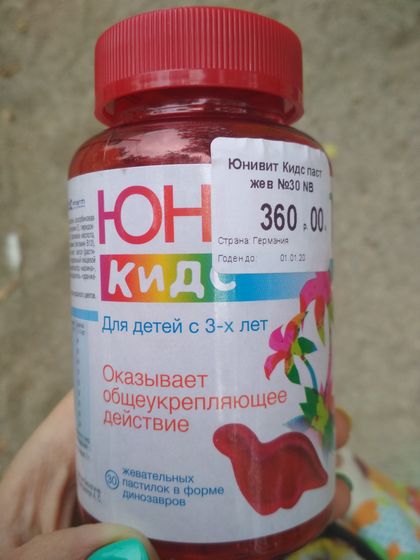 ЮН
Юнивит Кидс паст
жев №30 NB
360 р. 00
Страна: Германия
Годен до: 01.01.20
Кидс
Для детей с 3-х лет
Оказывает
общеукрепляющее
действие
30 жевательных
пастилок в форме
динозавров